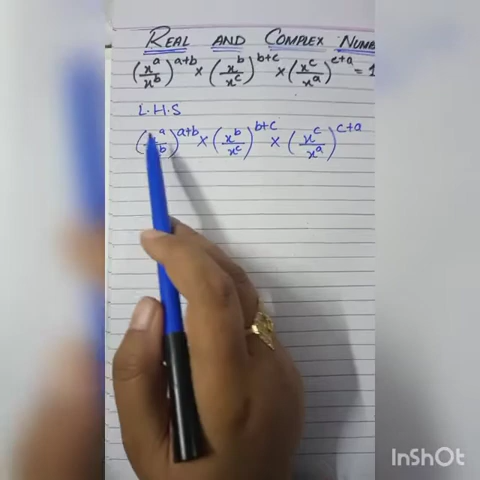 REAL AND COMPLEX NUMB
(x^a/x^b)^{a+b} × (x^b/x^c)^{b+c} × (x^c/x^a)^{c+a} = 1
L.H.S
(x^a/x^b)^{a+b} × (x^b/x^c)^{b+c} × (x^c/x^a)^{c+a}
InShOt